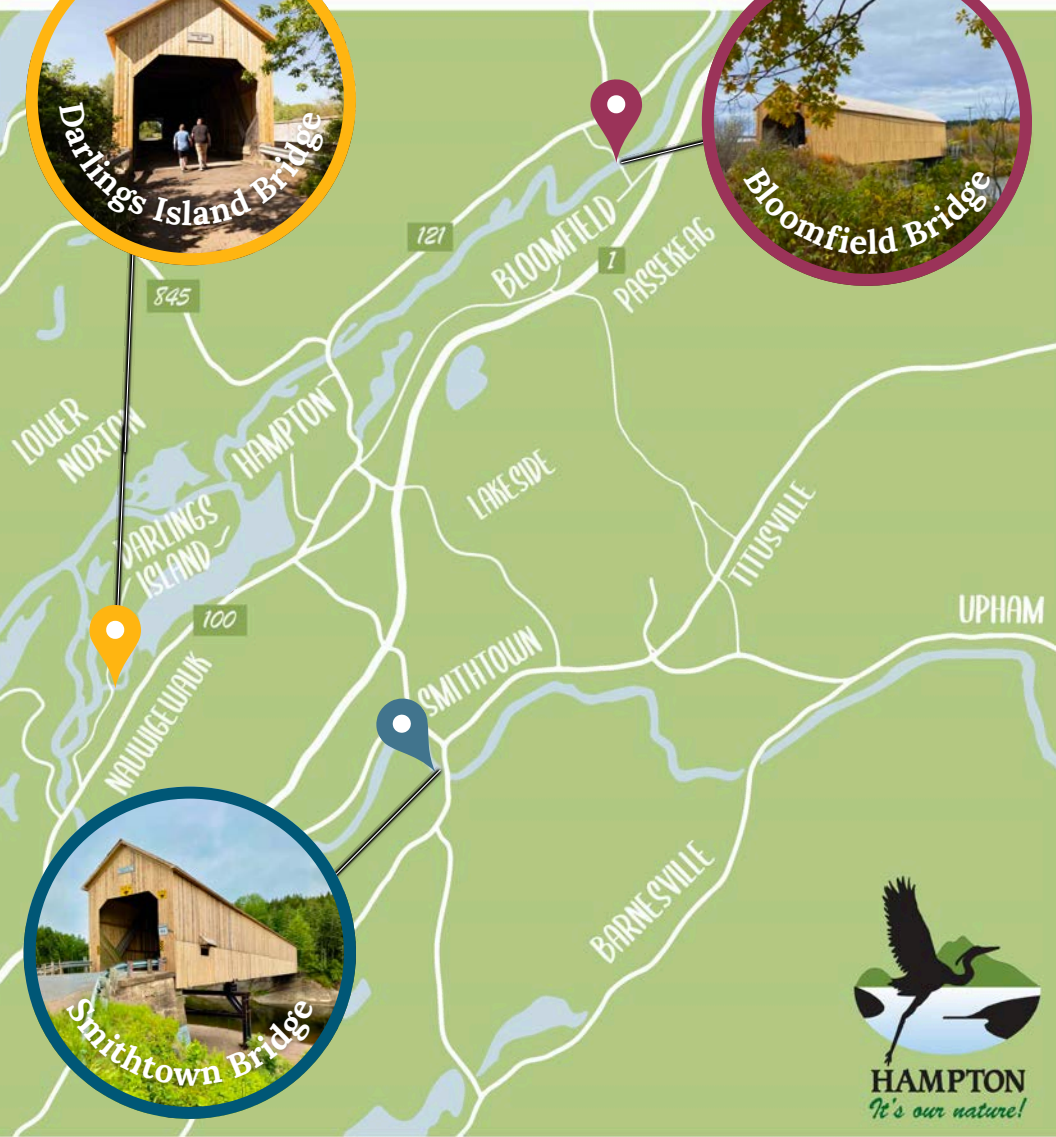 Darlings Island Bridge
Bloomfield Bridge
121
BLOOMFIELD
1
PASSEKEAG
845
LOWER
NORTON
HAMPTON
LAKESIDE
DARLINGS
ISLAND
TITUSVILLE
100
UPHAM
NAUWIGEWAUK
SMITHTOWN
Smithtown Bridge
BARNESVILLE
HAMPTON
It's our nature!